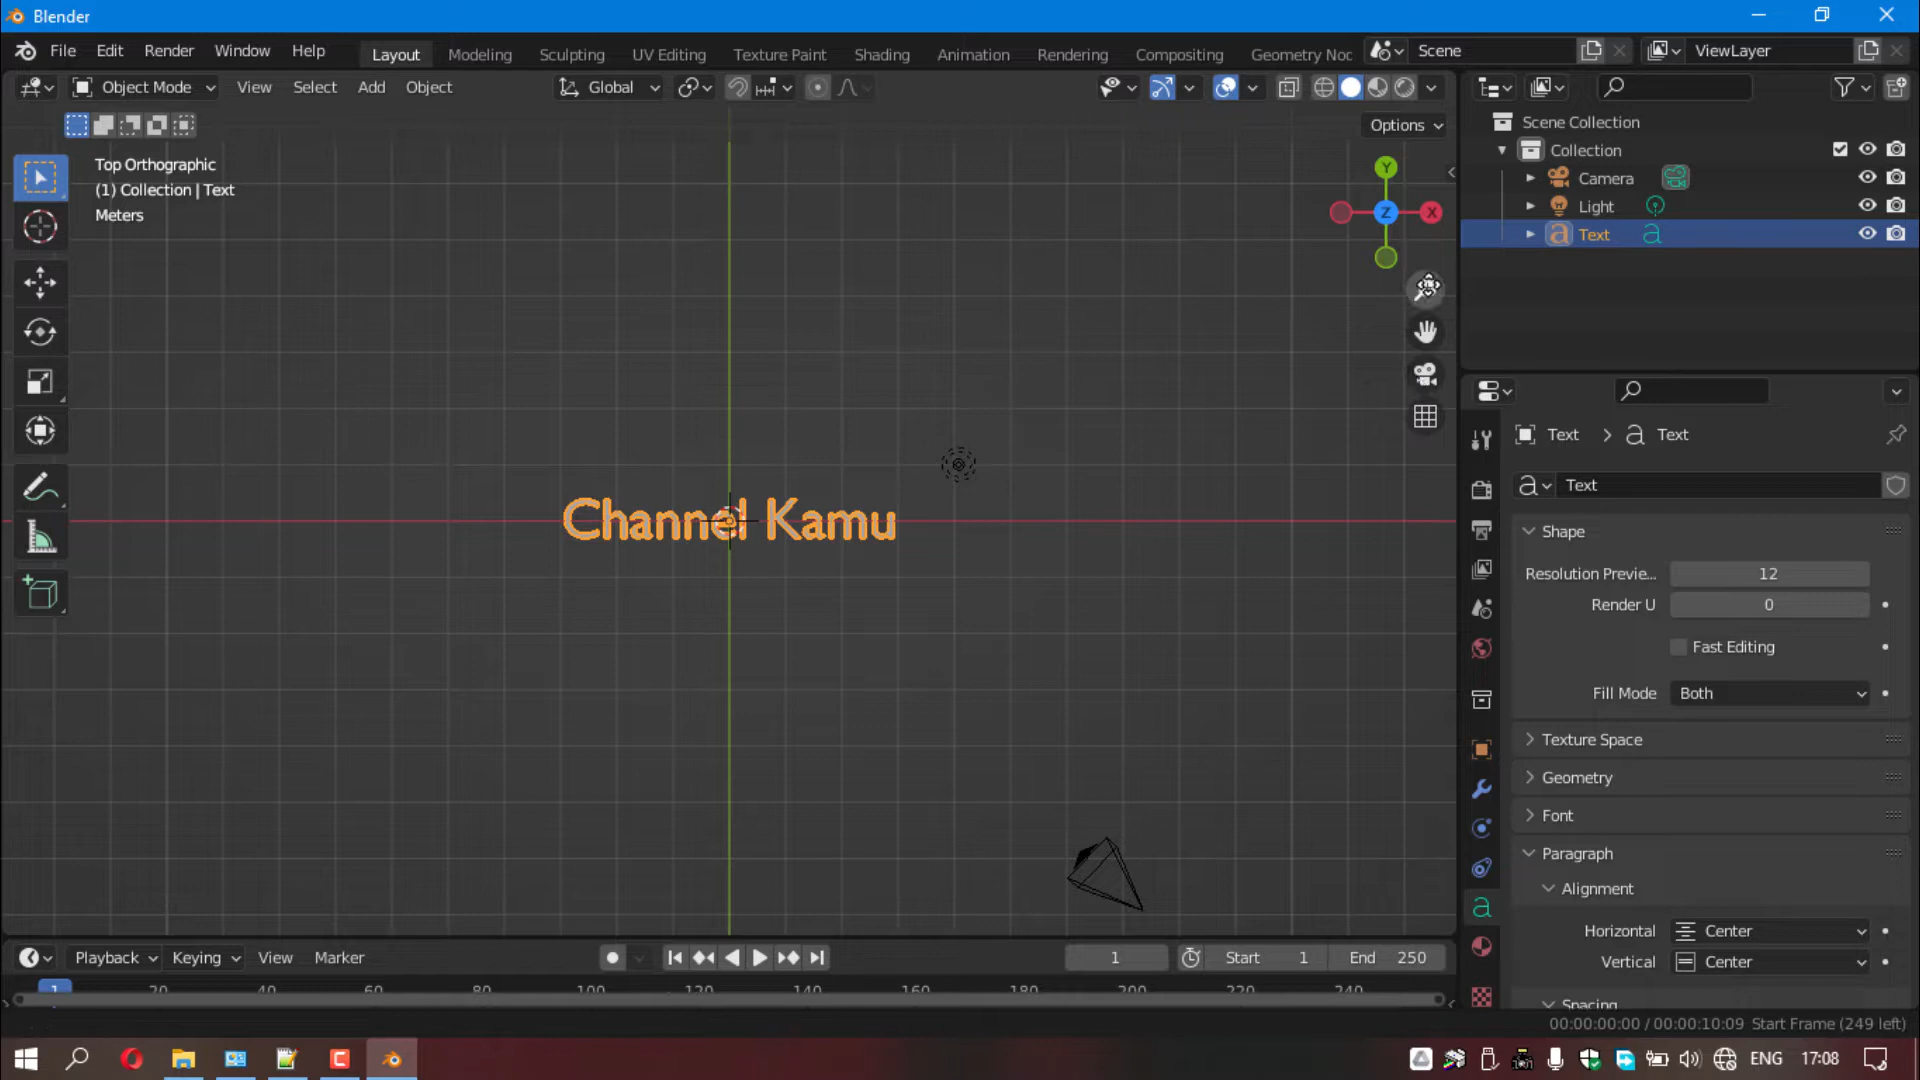 Blender
File Edit Render Window Help Layout Modeling Sculpting UV Editing Texture Paint Shading Animation Rendering Compositing Geometry Noc Scene ViewLayer
Object Mode View Select Add Object Global
Options
Top Orthographic
(1) Collection | Text
Meters
Y
Z X
Channel Kamu
Scene Collection
Collection
Camera
Light
Text
Text > Text
Text
Shape
Resolution Previe... 12
Render U 0
Fast Editing
Fill Mode Both
Texture Space
Geometry
Font
Paragraph
Alignment
Horizontal Center
Vertical Center
Spacing
Playback Keying View Marker 1 Start 1 End 250
1 20 40 60 80 100 120 140 160 180 200 220 240
00:00:00:00 / 00:00:10:09 Start Frame (249 left)
ENG 17:08